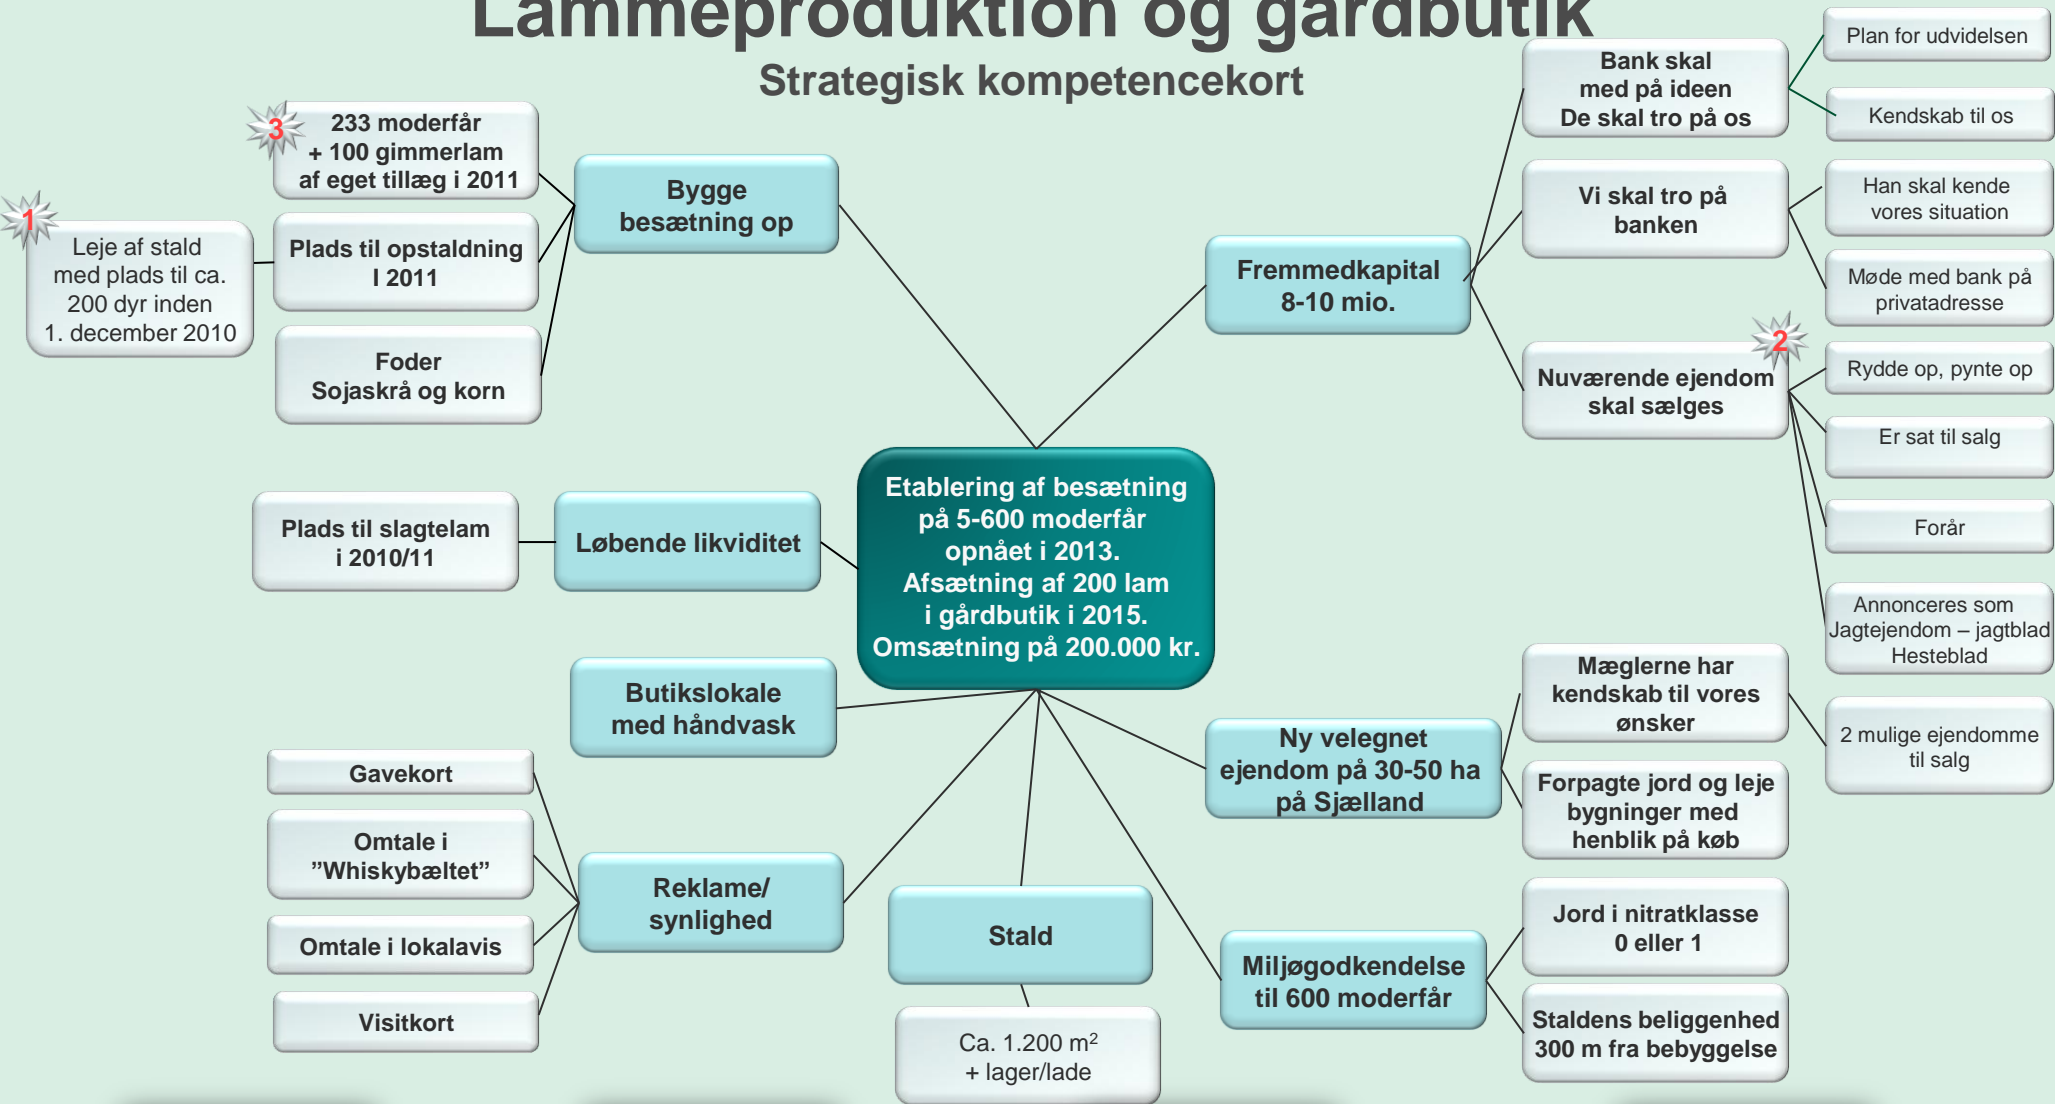 Lammeproduktion og gårdbutik
Strategisk kompetencekort
3
233 moderfår
+ 100 gimmerlam
af eget tillæg i 2011
1
Leje af stald
med plads til ca.
200 dyr inden
1. december 2010
Plads til opstaldning
I 2011
Foder
Sojaskrå og korn
Bygge
besætning op
Plads til slagtelam
i 2010/11
Løbende likviditet
Butikslokale
med håndvask
Gavekort
Omtale i
”Whiskybæltet”
Omtale i lokalavis
Visitkort
Reklame/
synlighed
Etablering af besætning
på 5-600 moderfår
opnået i 2013.
Afsætning af 200 lam
i gårdbutik i 2015.
Omsætning på 200.000 kr.
Stald
Ca. 1.200 m²
+ lager/lade
Fremmedkapital
8-10 mio.
Bank skal
med på ideen
De skal tro på os
Plan for udvidelsen
Kendskab til os
Vi skal tro på
banken
Han skal kende
vores situation
Møde med bank på
privatadresse
2
Nuværende ejendom
skal sælges
Rydde op, pynte op
Er sat til salg
Forår
Annonceres som
Jagtejendom – jagtblad
Hesteblad
Ny velegnet
ejendom på 30-50 ha
på Sjælland
Mæglerne har
kendskab til vores
ønsker
2 mulige ejendomme
til salg
Forpagte jord og leje
bygninger med
henblik på køb
Miljøgodkendelse
til 600 moderfår
Jord i nitratklasse
0 eller 1
Staldens beliggenhed
300 m fra bebyggelse